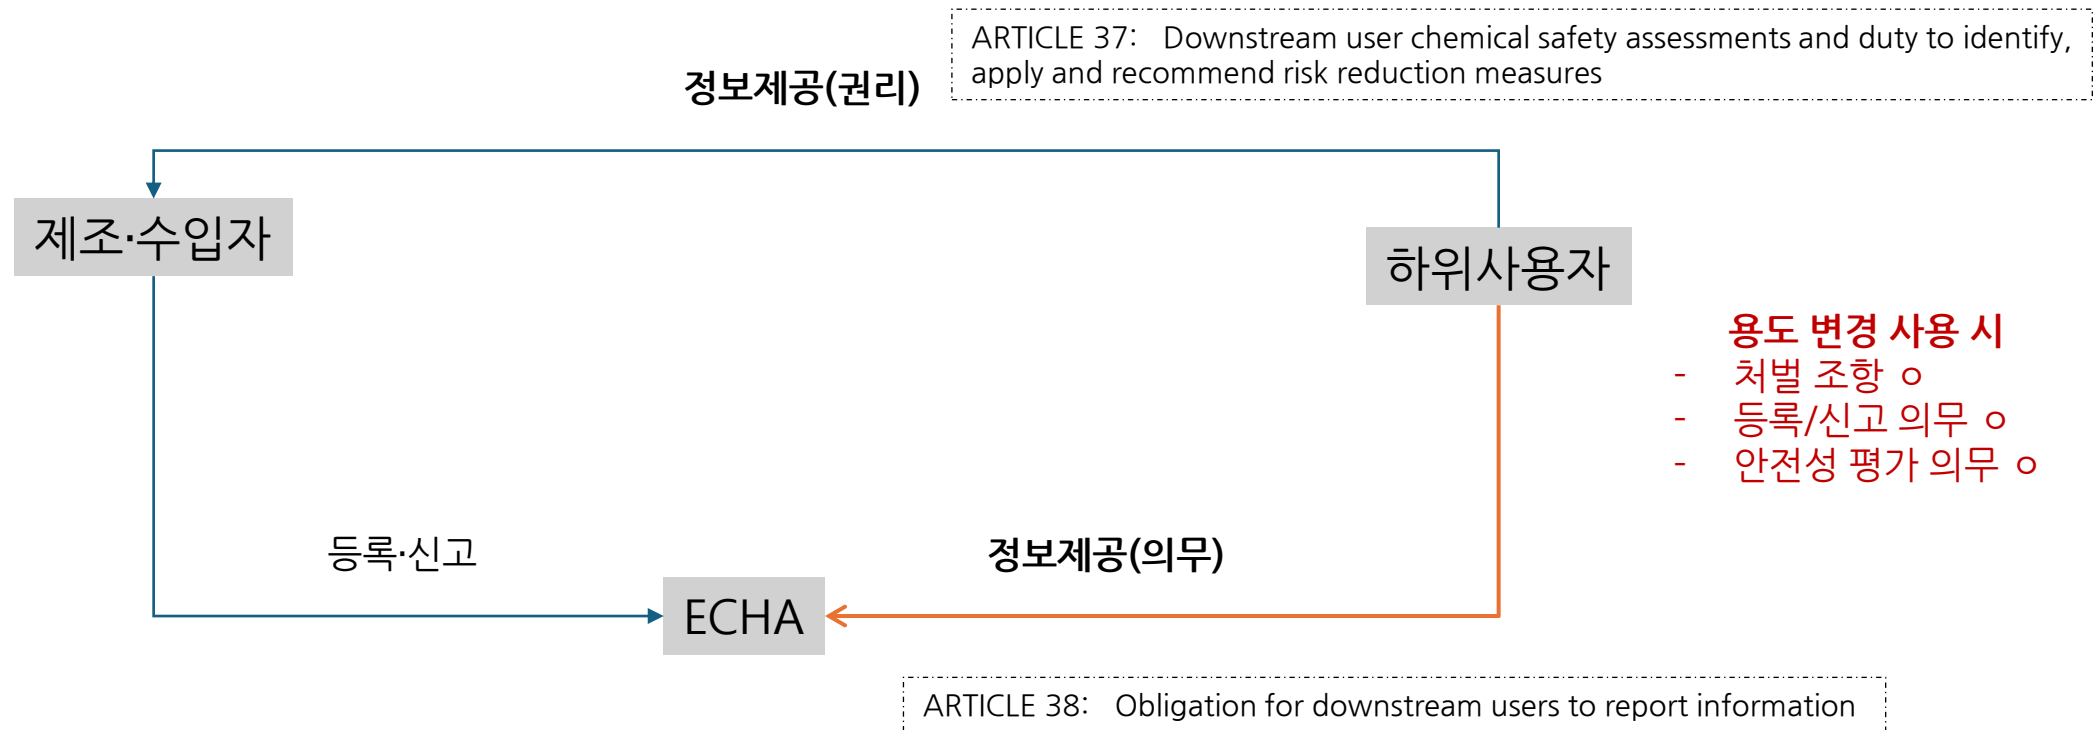 ARTICLE 37: Downstream user chemical safety assessments and duty to identify,
apply and recommend risk reduction measures
정보제공(권리)
제조·수입자
하위사용자
용도 변경 사용 시
- 처벌 조항 ㅇ
- 등록/신고 의무 ㅇ
- 안전성 평가 의무 ㅇ
등록·신고
정보제공(의무)
ECHA
ARTICLE 38: Obligation for downstream users to report information